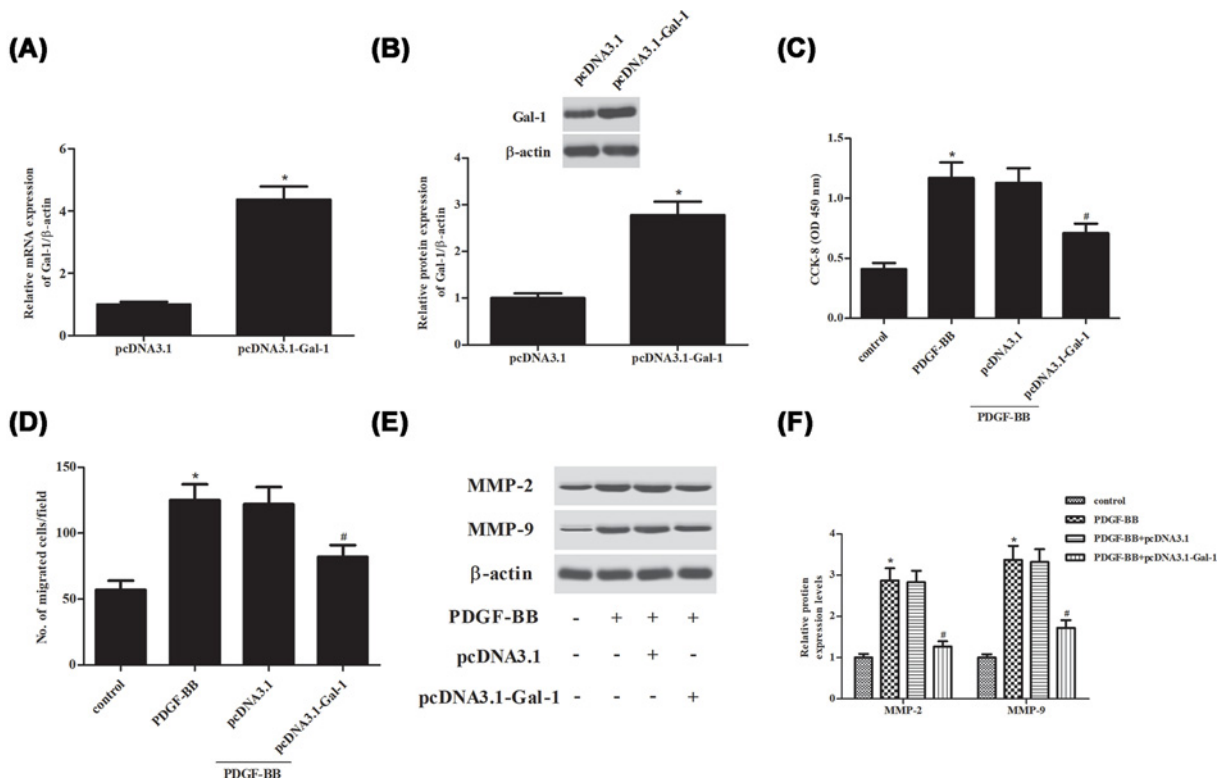 (A)
Relative mRNA expression
of Gal-1/β-actin
6
4
2
0
*
pcDNA3.1
pcDNA3.1-Gal-1
(B)
pcDNA3.1
pcDNA3.1-Gal-1
Gal-1
β-actin
Relative protein expression
of Gal-1/β-actin
4
3
2
1
0
*
pcDNA3.1
pcDNA3.1-Gal-1
(C)
CCK-8 (OD 450 nm)
1.5
1.0
0.5
0.0
*
#
control
PDGF-BB
pcDNA3.1
pcDNA3.1-Gal-1
PDGF-BB
(D)
No. of migrated cells/field
150
100
50
0
*
#
control
PDGF-BB
pcDNA3.1
pcDNA3.1-Gal-1
PDGF-BB
(E)
MMP-2
MMP-9
β-actin
PDGF-BB - + + +
pcDNA3.1 - - + -
pcDNA3.1-Gal-1 - - - +
(F)
control
PDGF-BB
PDGF-BB+pcDNA3.1
PDGF-BB+pcDNA3.1-Gal-1
Relative protien
expression levels
4
3
2
1
0
*
#
*
#
MMP-2
MMP-9